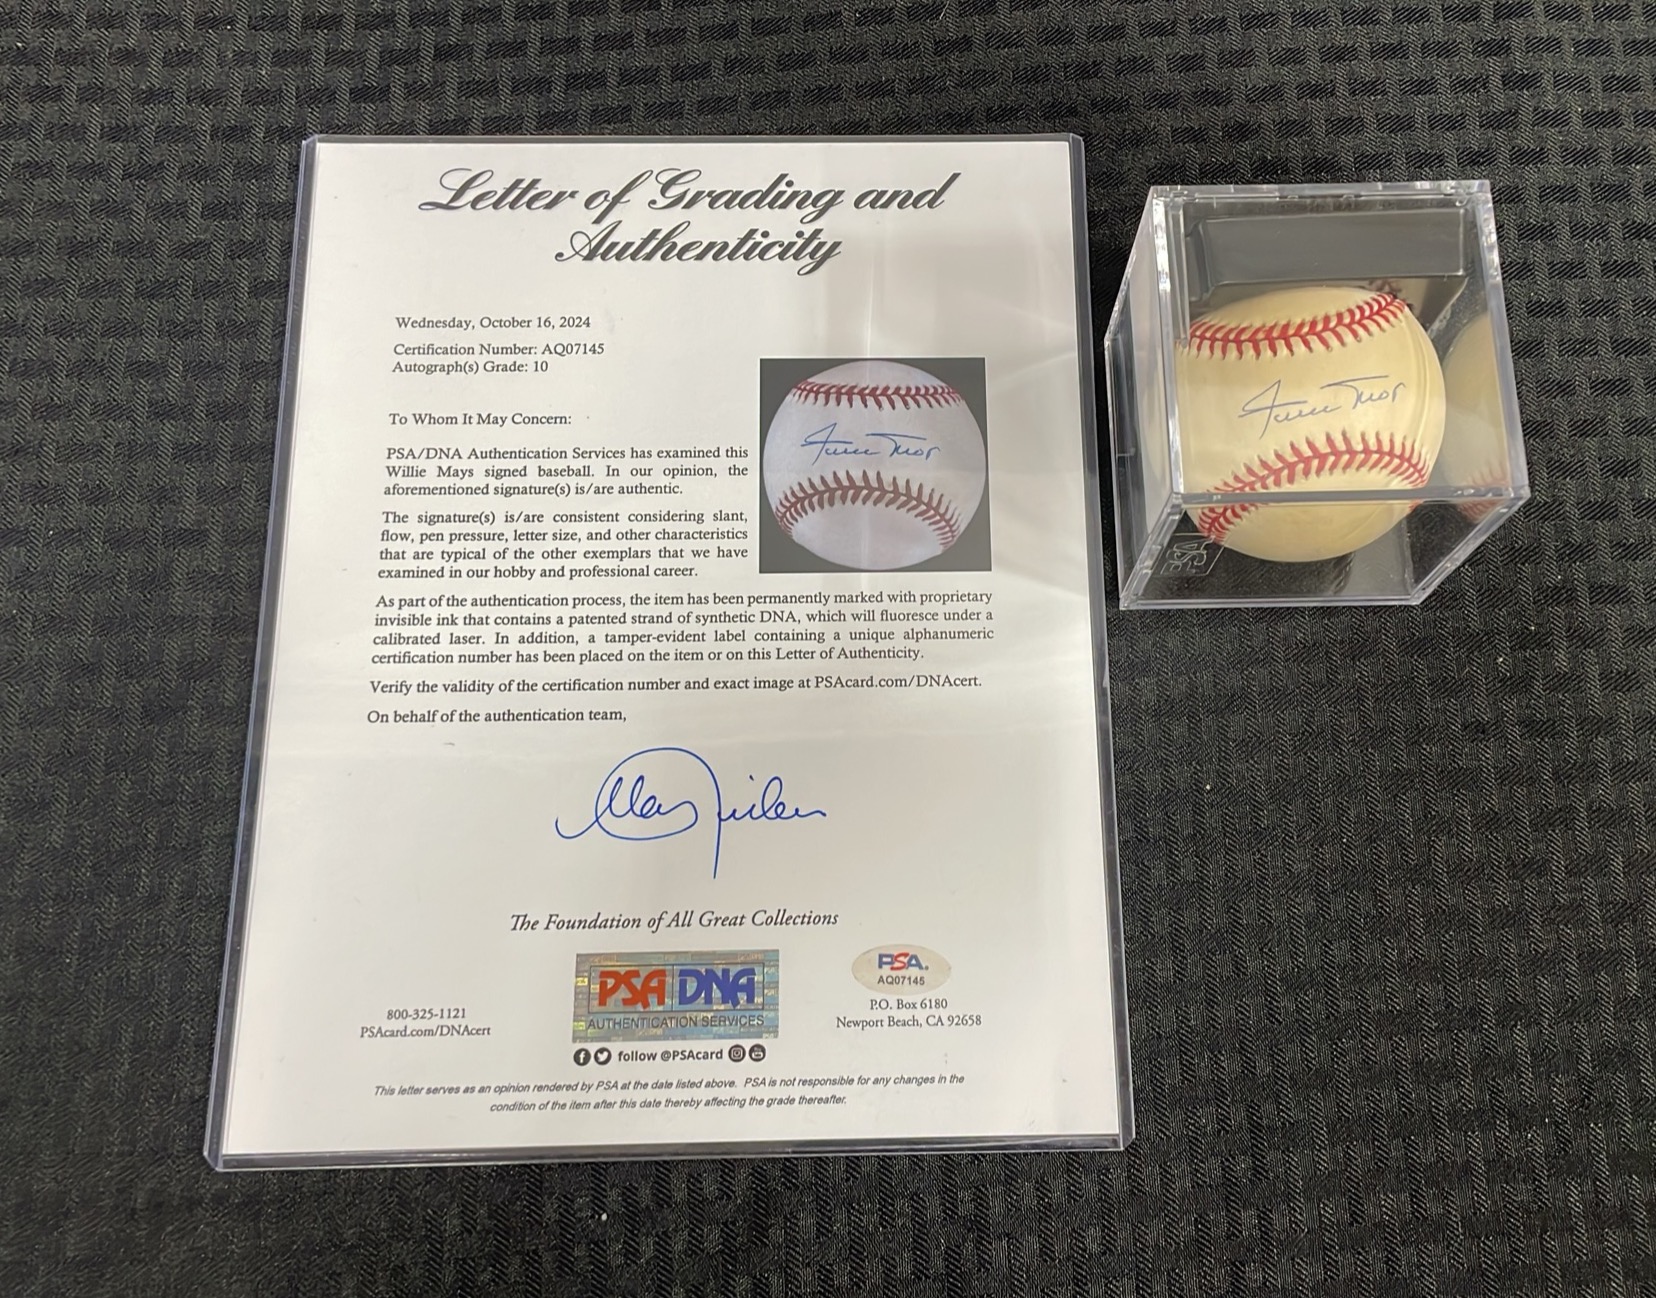 Letter of Grading and
Authenticity
Wednesday, October 16, 2024
Certification Number: AQ07145
Autograph(s) Grade: 10
To Whom It May Concern:
PSA/DNA Authentication Services has examined this
Willie Mays signed baseball. In our opinion, the
aforementioned signature(s) is/are authentic.
The signature(s) is/are consistent considering slant,
flow, pen pressure, letter size, and other characteristics
that are typical of the other exemplars that we have
examined in our hobby and professional career.
Willie Mays
As part of the authentication process, the item has been permanently marked with proprietary
invisible ink that contains a patented strand of synthetic DNA, which will fluoresce under a
calibrated laser. In addition, a tamper-evident label containing a unique alphanumeric
certification number has been placed on the item or on this Letter of Authenticity.
Verify the validity of the certification number and exact image at PSAcard.com/DNAcert.
On behalf of the authentication team,
The Foundation of All Great Collections
800-325-1121
PSAcard.com/DNAcert
PSA DNA
AUTHENTICATION SERVICES
follow @PSAcard
PSA.
AQ07145
P.O. Box 6180
Newport Beach, CA 92658
This letter serves as an opinion rendered by PSA at the date listed above. PSA is not responsible for any changes in the
condition of the item after this date thereby affecting the grade thereafter.
Willie Mays